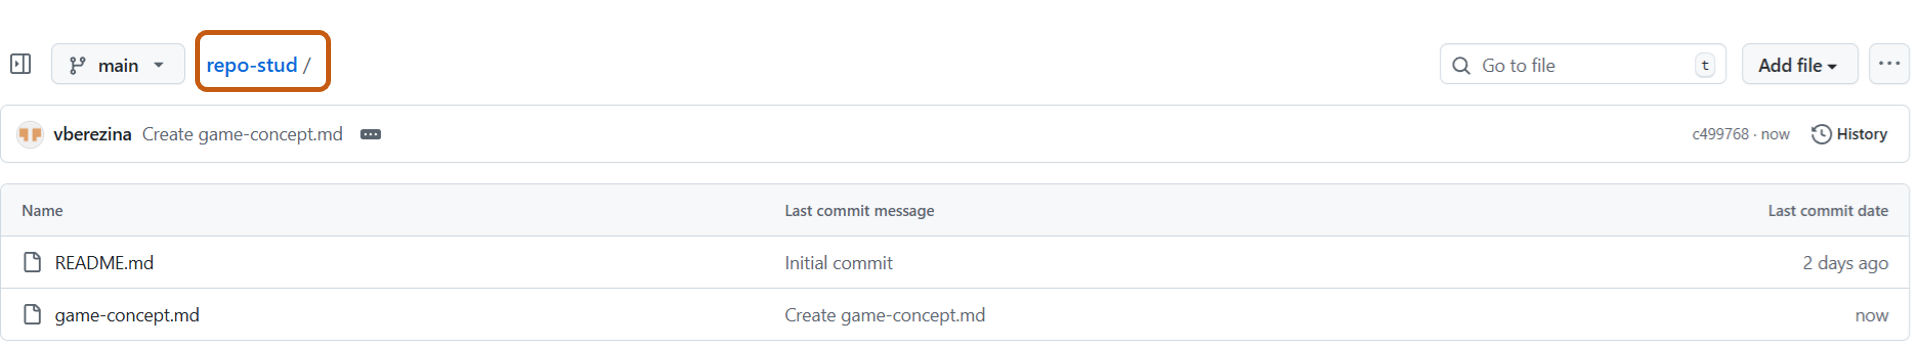 main repo-stud / Go to file t Add file ...
vberezina Create game-concept.md ... c499768 · now History
Name Last commit message Last commit date
README.md Initial commit 2 days ago
game-concept.md Create game-concept.md now